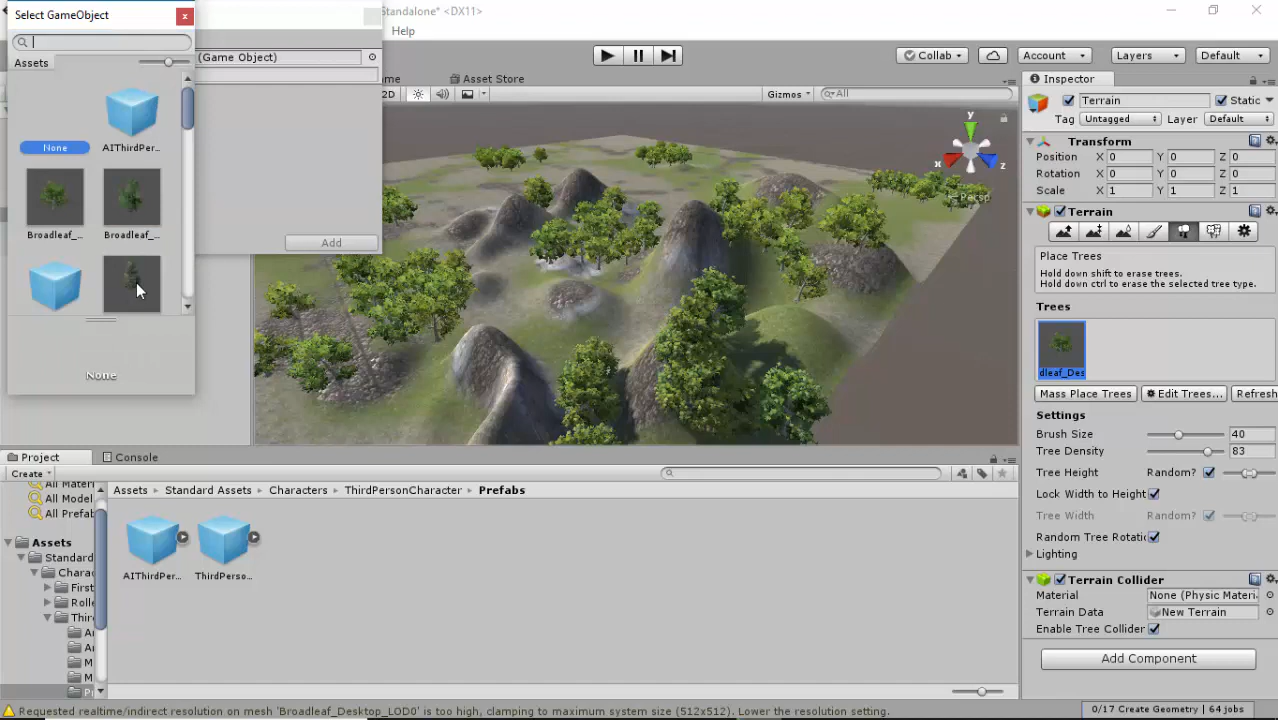 Select GameObject
x
Standalone* <DX11>
Help
Assets
(Game Object)
None
AIThirdPer...
Broadleaf_...
Broadleaf_...
Add
None
Collab
Account
Layers
Default
me
Asset Store
2D
Gizmos
All
y
x
z
Persp
Inspector
Terrain
Static
Tag
Untagged
Layer
Default
Transform
Position
X 0
Y 0
Z 0
Rotation
X 0
Y 0
Z 0
Scale
X 1
Y 1
Z 1
Terrain
Place Trees
Hold down shift to erase trees.
Hold down ctrl to erase the selected tree type.
Trees
dleaf_Des
Mass Place Trees
Edit Trees...
Refresh
Settings
Brush Size
40
Tree Density
83
Tree Height
Random?
Lock Width to Height
Tree Width
Random?
Random Tree Rotatic
Lighting
Terrain Collider
Material
None (Physic Materi
Terrain Data
New Terrain
Enable Tree Collider
Add Component
Project
Console
Create
All Materi
All Model
All Prefab
Assets
Standard
Charac
First
Rolle
Third
Ar
Ar
M
M
Pr
Assets
Standard Assets
Characters
ThirdPersonCharacter
Prefabs
AIThirdPer...
ThirdPerso...
Requested realtime/indirect resolution on mesh 'Broadleaf_Desktop_LOD0' is too high, clamping to maximum system size (512x512). Lower the resolution setting.
0/17 Create Geometry | 64 jobs